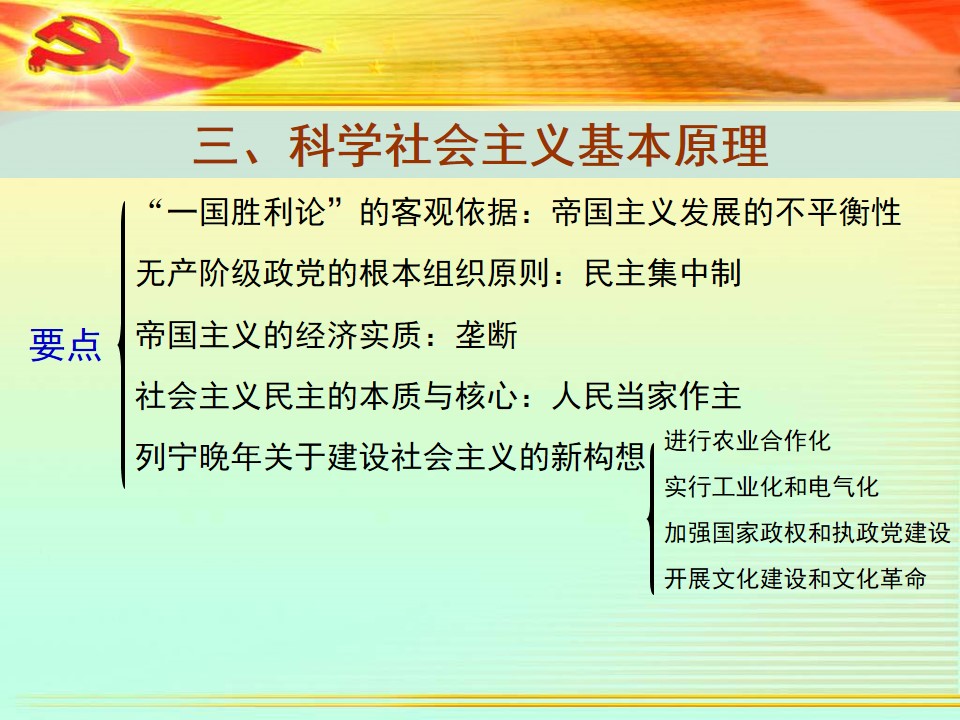 三、科学社会主义基本原理
“一国胜利论”的客观依据：帝国主义发展的不平衡性
无产阶级政党的根本组织原则：民主集中制
要点
帝国主义的经济实质：垄断
社会主义民主的本质与核心：人民当家作主
列宁晚年关于建设社会主义的新构想
进行农业合作化
实行工业化和电气化
加强国家政权和执政党建设
开展文化建设和文化革命